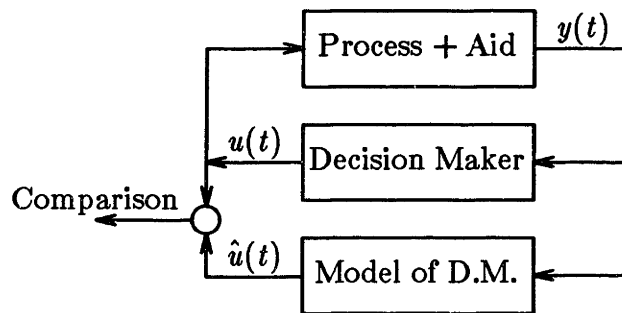 Process + Aid
y(t)
u(t)
Decision Maker
Comparison
û(t)
Model of D.M.